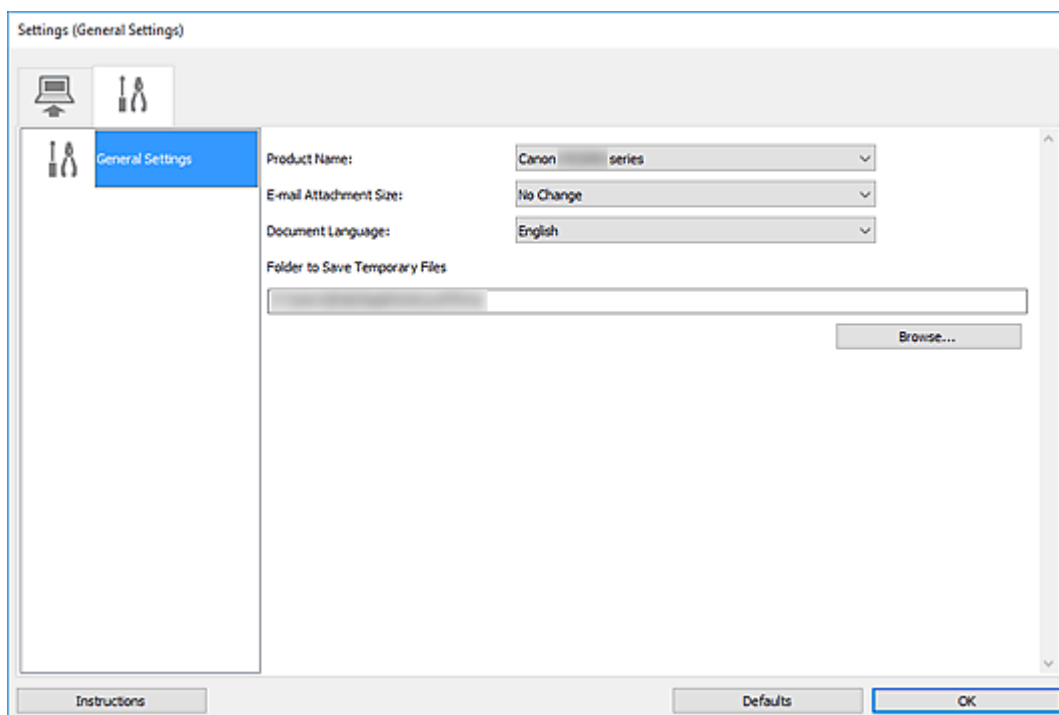 Settings (General Settings)
General Settings
Product Name:
Canon series
E-mail Attachment Size:
No Change
Document Language:
English
Folder to Save Temporary Files
Browse...
Instructions
Defaults
OK